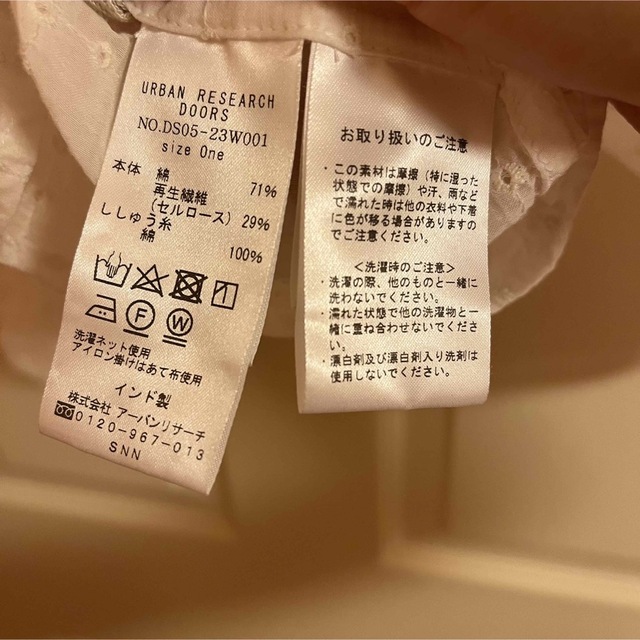 URBAN RESEARCH
DOORS
NO.DS05-23W001
size One
本体 綿 71%
再生繊維
(セルロース) 29%
ししゅう糸
綿 100%
F W
洗濯ネット使用
アイロン掛けはあて布使用
インド製
株式会社 アーバンリサーチ
0120-967-013
SNN
お取り扱いのご注意
・この素材は摩擦(特に湿った
状態での摩擦)や汗、雨など
で濡れた時は他の衣料や下着
に色が移る場合があります の
でご注意ください。
<洗濯時のご注意>
・洗濯の際、他のものと一緒に
洗わないでください。
・濡れた状態で他の洗濯物と一
緒に重ね合わせないでくださ
い。
・漂白剤及び漂白剤入り洗剤は
使用しないでください。